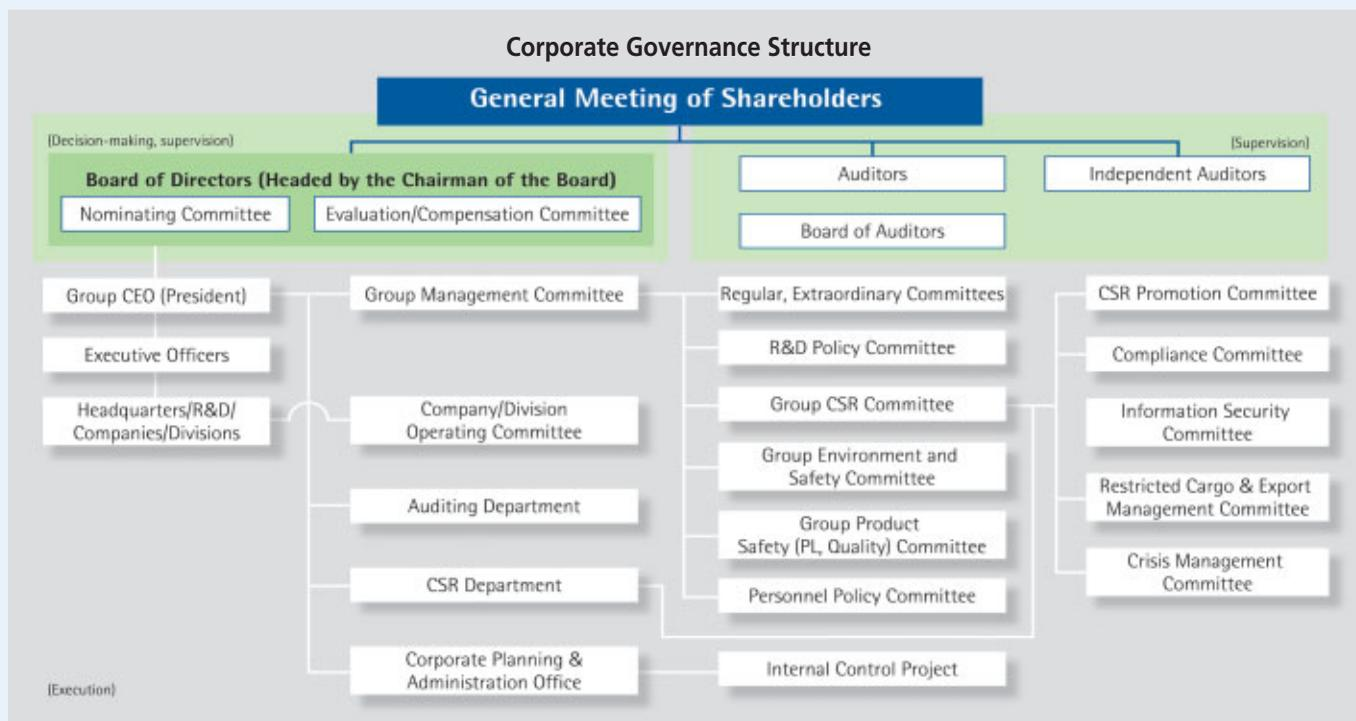 Corporate Governance Structure
General Meeting of Shareholders
(Decision-making, supervision)
(Supervision)
Board of Directors (Headed by the Chairman of the Board)
Nominating Committee
Evaluation/Compensation Committee
Auditors
Independent Auditors
Board of Auditors
Group CEO (President)
Group Management Committee
Regular, Extraordinary Committees
CSR Promotion Committee
Executive Officers
R&D Policy Committee
Compliance Committee
Headquarters/R&D/
Companies/Divisions
Company/Division
Operating Committee
Group CSR Committee
Information Security
Committee
Group Environment and
Safety Committee
Restricted Cargo & Export
Management Committee
Auditing Department
Group Product
Safety (PL, Quality) Committee
Crisis Management
Committee
CSR Department
Personnel Policy Committee
Corporate Planning &
Administration Office
Internal Control Project
(Execution)